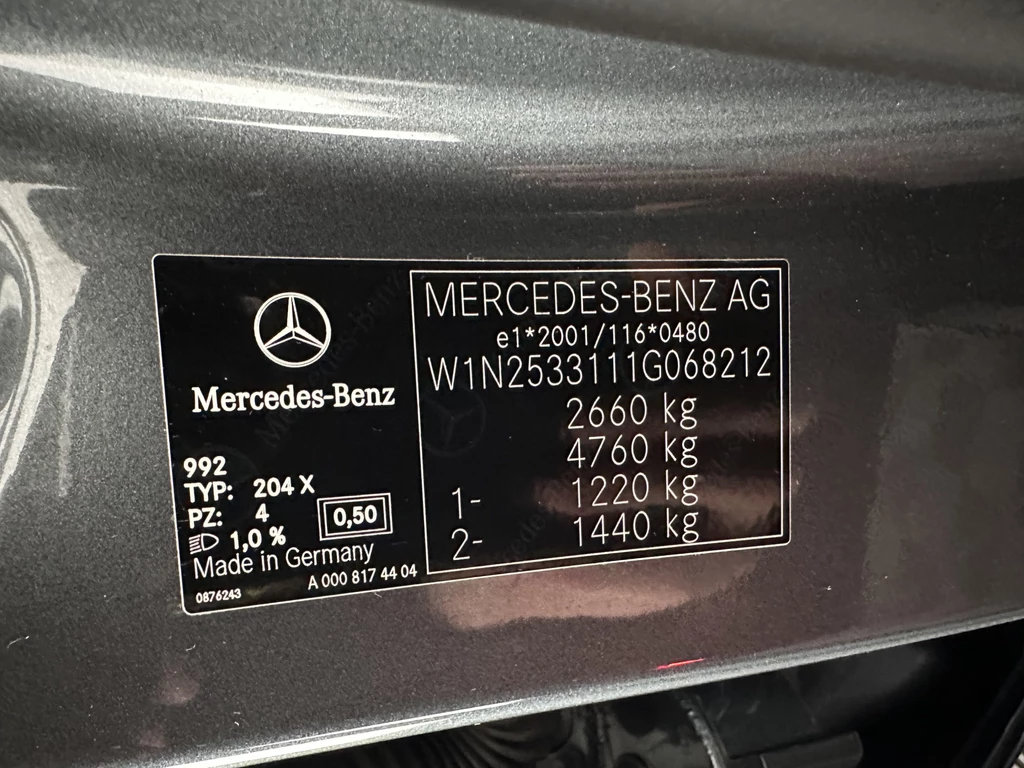 Mercedes-Benz
992
TYP: 204 X
PZ: 4
1,0 %
0,50
Made in Germany
A 000 817 44 04
0876243
MERCEDES-BENZ AG
e1*2001/116*0480
W1N2533111G068212
2660 kg
4760 kg
1- 1220 kg
2- 1440 kg